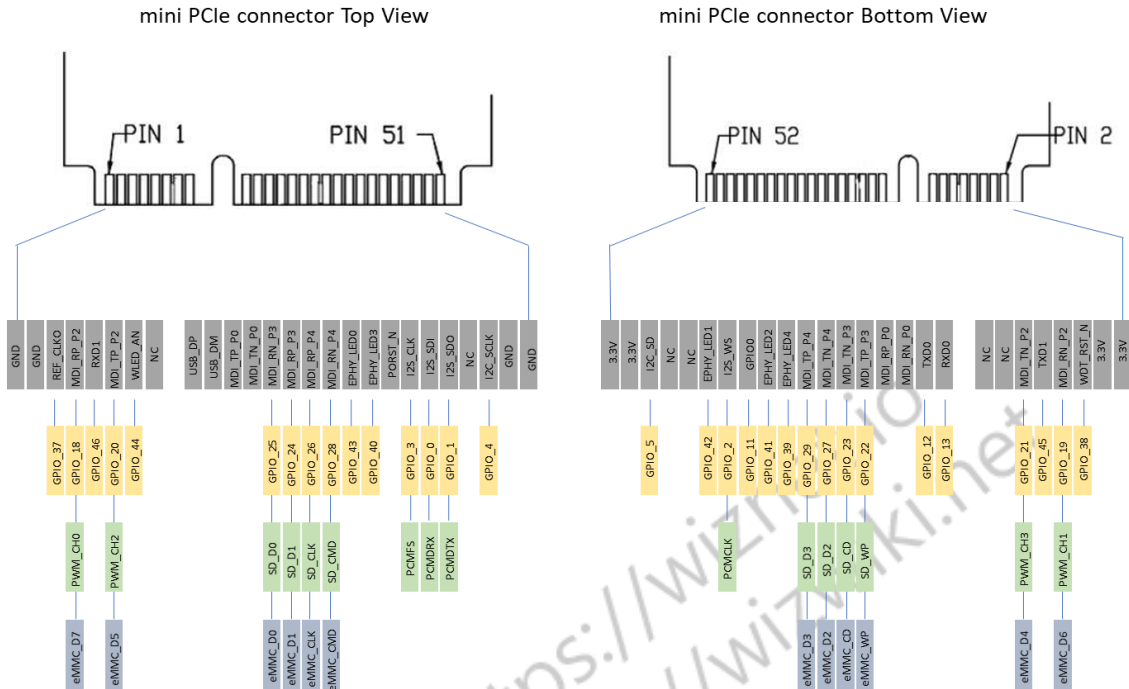 mini PCIe connector Top View
mini PCIe connector Bottom View
PIN 1
PIN 51
PIN 52
PIN 2
GND
GND
REF_CLKO
MDI_RP_P2
RXD1
MDI_TP_P2
WLED_AN
NC
USB_DP
USB_DM
MDI_TP_P0
MDI_TN_P0
MDI_RN_P3
MDI_RP_P3
MDI_RP_P4
MDI_RN_P4
EPHY_LED0
EPHY_LED3
PORST_N
I2S_CLK
I2S_SDI
I2S_SDO
NC
I2C_SCLK
GND
GND
3.3V
3.3V
I2C_SD
NC
NC
EPHY_LED1
I2S_WS
GPIO0
EPHY_LED2
EPHY_LED4
MDI_TP_P4
MDI_TN_P4
MDI_TN_P3
MDI_TP_P3
MDI_RP_P0
MDI_RN_P0
TXD0
RXD0
NC
NC
MDI_TN_P2
TXD1
MDI_RN_P2
WDT_RST_N
3.3V
3.3V
GPIO_37
GPIO_18
GPIO_46
GPIO_20
GPIO_44
GPIO_25
GPIO_24
GPIO_26
GPIO_28
GPIO_43
GPIO_40
GPIO_3
GPIO_0
GPIO_1
GPIO_4
GPIO_5
GPIO_42
GPIO_2
GPIO_11
GPIO_41
GPIO_39
GPIO_29
GPIO_27
GPIO_23
GPIO_22
GPIO_12
GPIO_13
GPIO_21
GPIO_45
GPIO_19
GPIO_38
PWM_CH0
PWM_CH2
SD_D0
SD_D1
SD_CLK
SD_CMD
PCMFS
PCMDRX
PCMDTX
PCMCLK
SD_D3
SD_D2
SD_CD
SD_WP
PWM_CH3
PWM_CH1
eMMC_D7
eMMC_D5
eMMC_D0
eMMC_D1
eMMC_CLK
eMMC_CMD
eMMC_D3
eMMC_D2
eMMC_CD
eMMC_WP
eMMC_D4
eMMC_D6